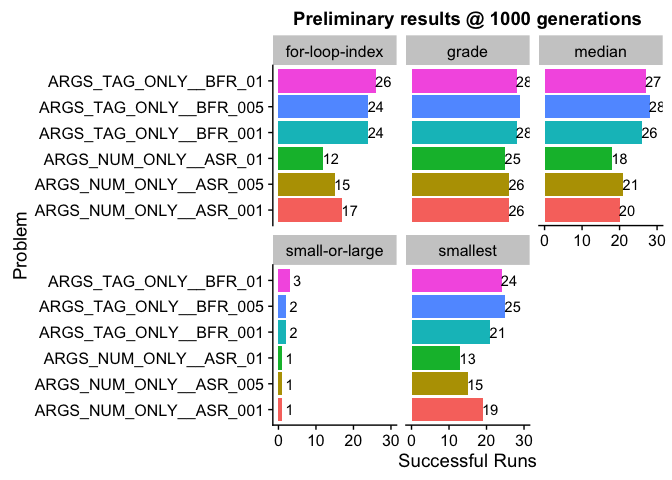 Preliminary results @ 1000 generations
for-loop-index grade median
ARGS_TAG_ONLY__BFR_01 26 28 27
ARGS_TAG_ONLY__BFR_005 24 28
ARGS_TAG_ONLY__BFR_001 24 28 26
ARGS_NUM_ONLY__ASR_01 12 25 18
ARGS_NUM_ONLY__ASR_005 15 26 21
ARGS_NUM_ONLY__ASR_001 17 26 20
0 10 20 30
Problem
small-or-large smallest
ARGS_TAG_ONLY__BFR_01 3 24
ARGS_TAG_ONLY__BFR_005 2 25
ARGS_TAG_ONLY__BFR_001 2 21
ARGS_NUM_ONLY__ASR_01 1 13
ARGS_NUM_ONLY__ASR_005 1 15
ARGS_NUM_ONLY__ASR_001 1 19
0 10 20 30 0 10 20 30
Successful Runs